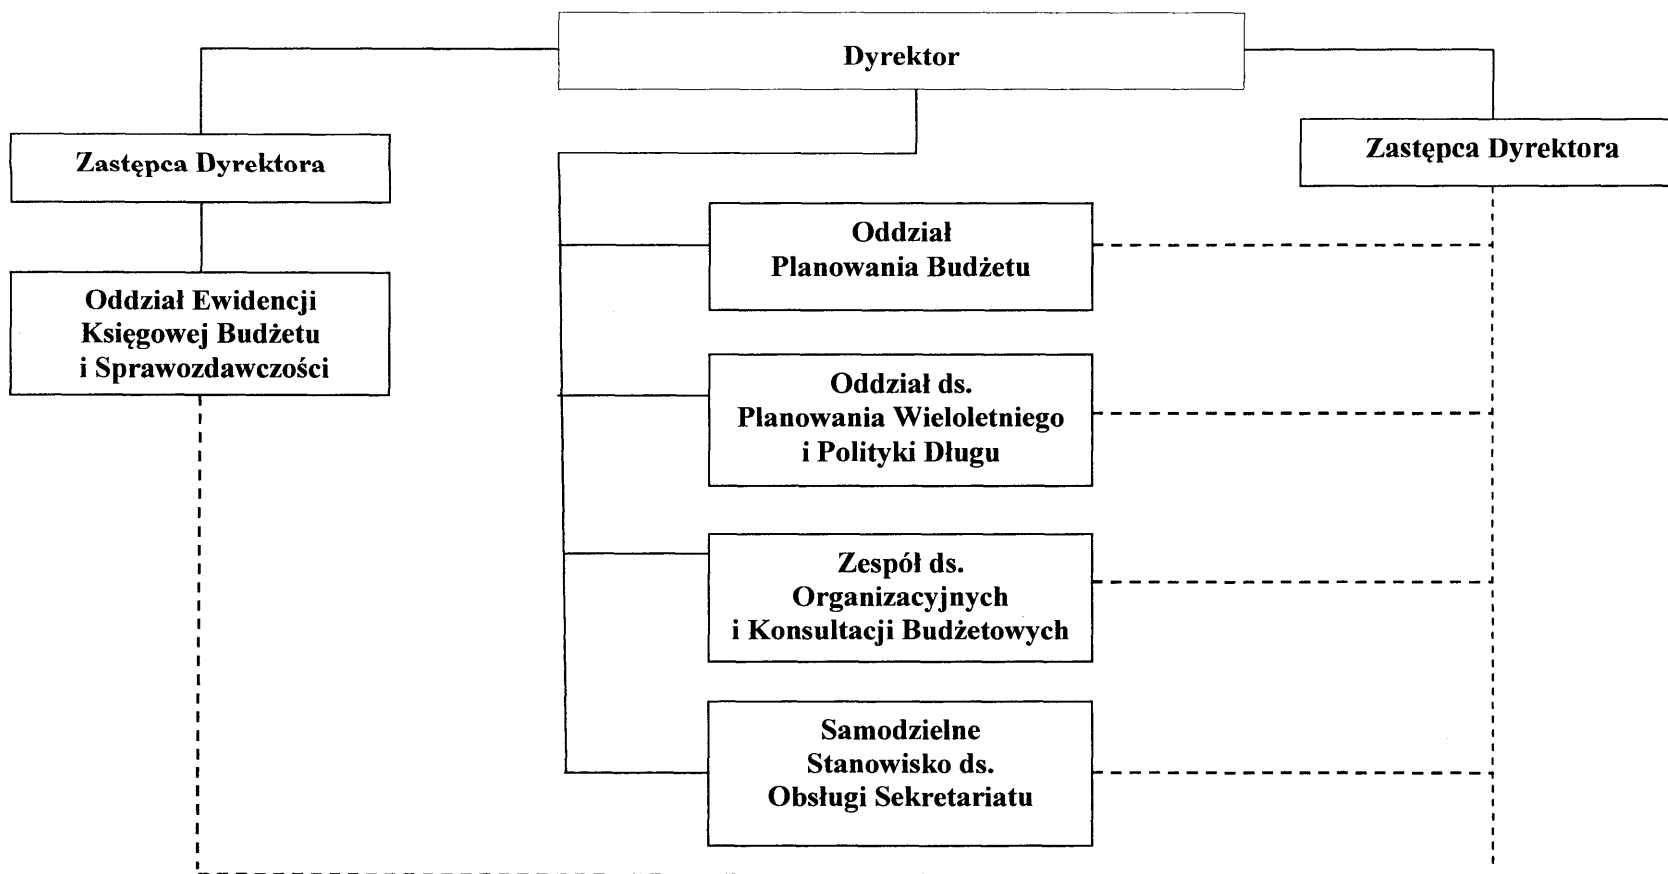 Dyrektor
Zastępca Dyrektora
Zastępca Dyrektora
Oddział
Planowania Budżetu
Oddział Ewidencji
Księgowej Budżetu
i Sprawozdawczości
Oddział ds.
Planowania Wieloletniego
i Polityki Długu
Zespół ds.
Organizacyjnych
i Konsultacji Budżetowych
Samodzielne
Stanowisko ds.
Obsługi Sekretariatu